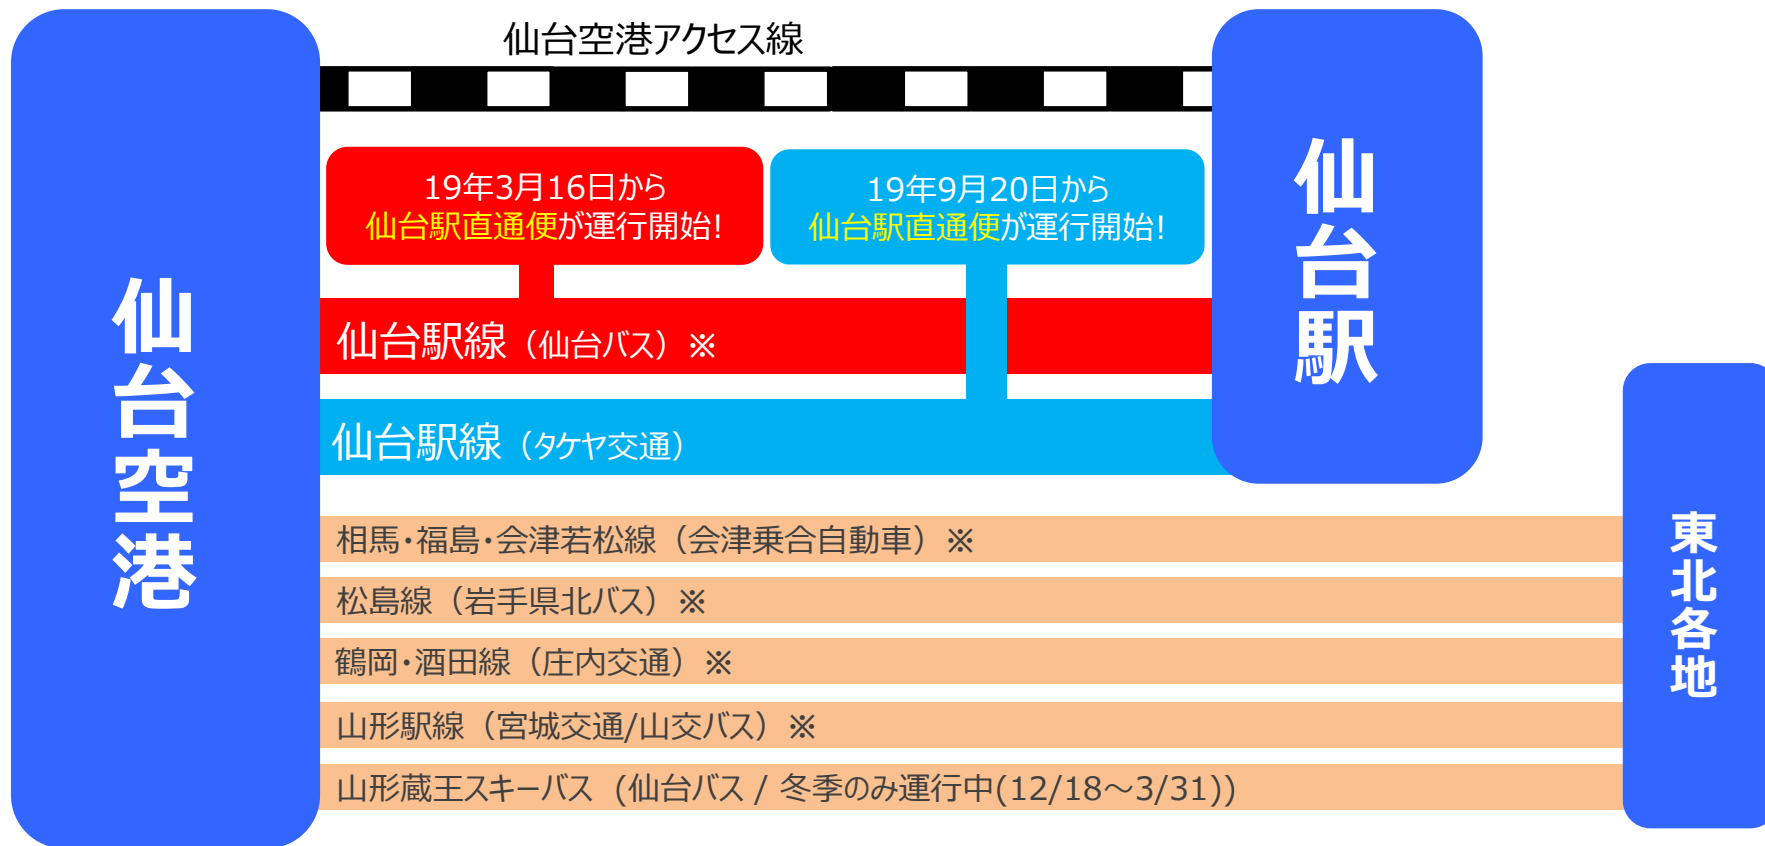 仙台空港アクセス線
仙台空港
仙台駅
東北各地
19年3月16日から
仙台駅直通便が運行開始!
19年9月20日から
仙台駅直通便が運行開始!
仙台駅線（仙台バス）※
仙台駅線（タケヤ交通）
相馬・福島・会津若松線（会津乗合自動車）※
松島線（岩手県北バス）※
鶴岡・酒田線（庄内交通）※
山形駅線（宮城交通/山交バス）※
山形蔵王スキーバス (仙台バス / 冬季のみ運行中(12/18～3/31))